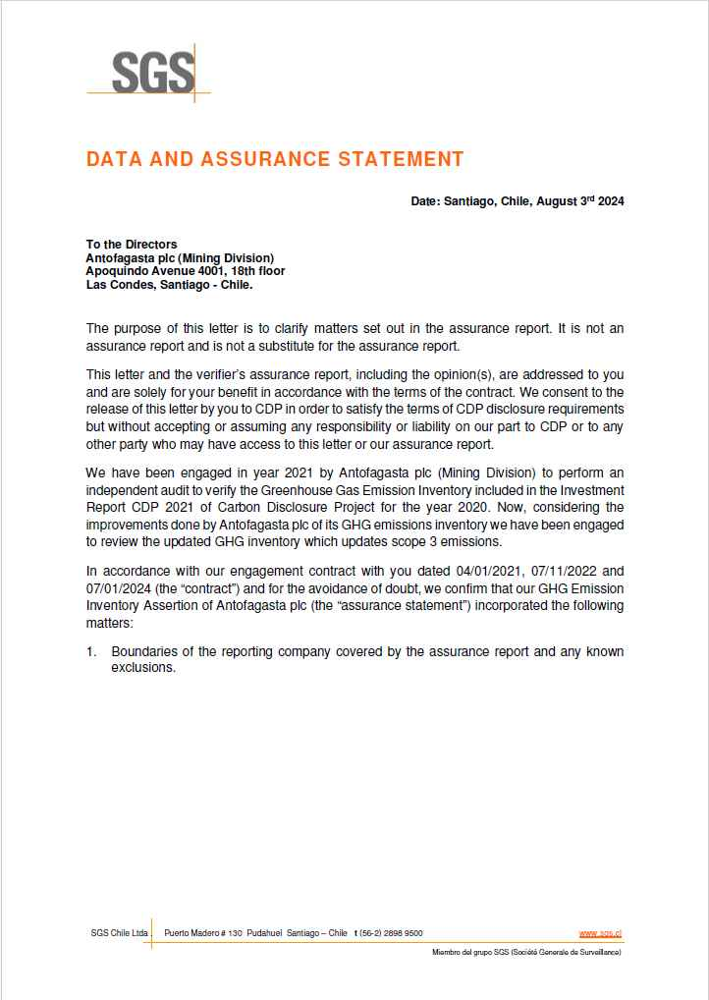 SGS
DATA AND ASSURANCE STATEMENT
Date: Santiago, Chile, August 3rd 2024
To the Directors
Antofagasta plc (Mining Division)
Apoquindo Avenue 4001, 18th floor
Las Condes, Santiago - Chile.
The purpose of this letter is to clarify matters set out in the assurance report. It is not an
assurance report and is not a substitute for the assurance report.
This letter and the verifier's assurance report, including the opinion(s), are addressed to you
and are solely for your benefit in accordance with the terms of the contract. We consent to the
release of this letter by you to CDP in order to satisfy the terms of CDP disclosure requirements
but without accepting or assuming any responsibility or liability on our part to CDP or to any
other party who may have access to this letter or our assurance report.
We have been engaged in year 2021 by Antofagasta plc (Mining Division) to perform an
independent audit to verify the Greenhouse Gas Emission Inventory included in the Investment
Report CDP 2021 of Carbon Disclosure Project for the year 2020. Now, considering the
improvements done by Antofagasta plc of its GHG emissions inventory we have been engaged
to review the updated GHG inventory which updates scope 3 emissions.
In accordance with our engagement contract with you dated 04/01/2021, 07/11/2022 and
07/01/2024 (the “contract”) and for the avoidance of doubt, we confirm that our GHG Emission
Inventory Assertion of Antofagasta plc (the “assurance statement”) incorporated the following
matters:
1. Boundaries of the reporting company covered by the assurance report and any known
exclusions.
SGS Chile Ltda. Puerto Madero # 130 Pudahuel Santiago – Chile t (56-2) 2898 9500 www.sgs.cl
Miembro del grupo SGS (Société Generale de Surveillance)